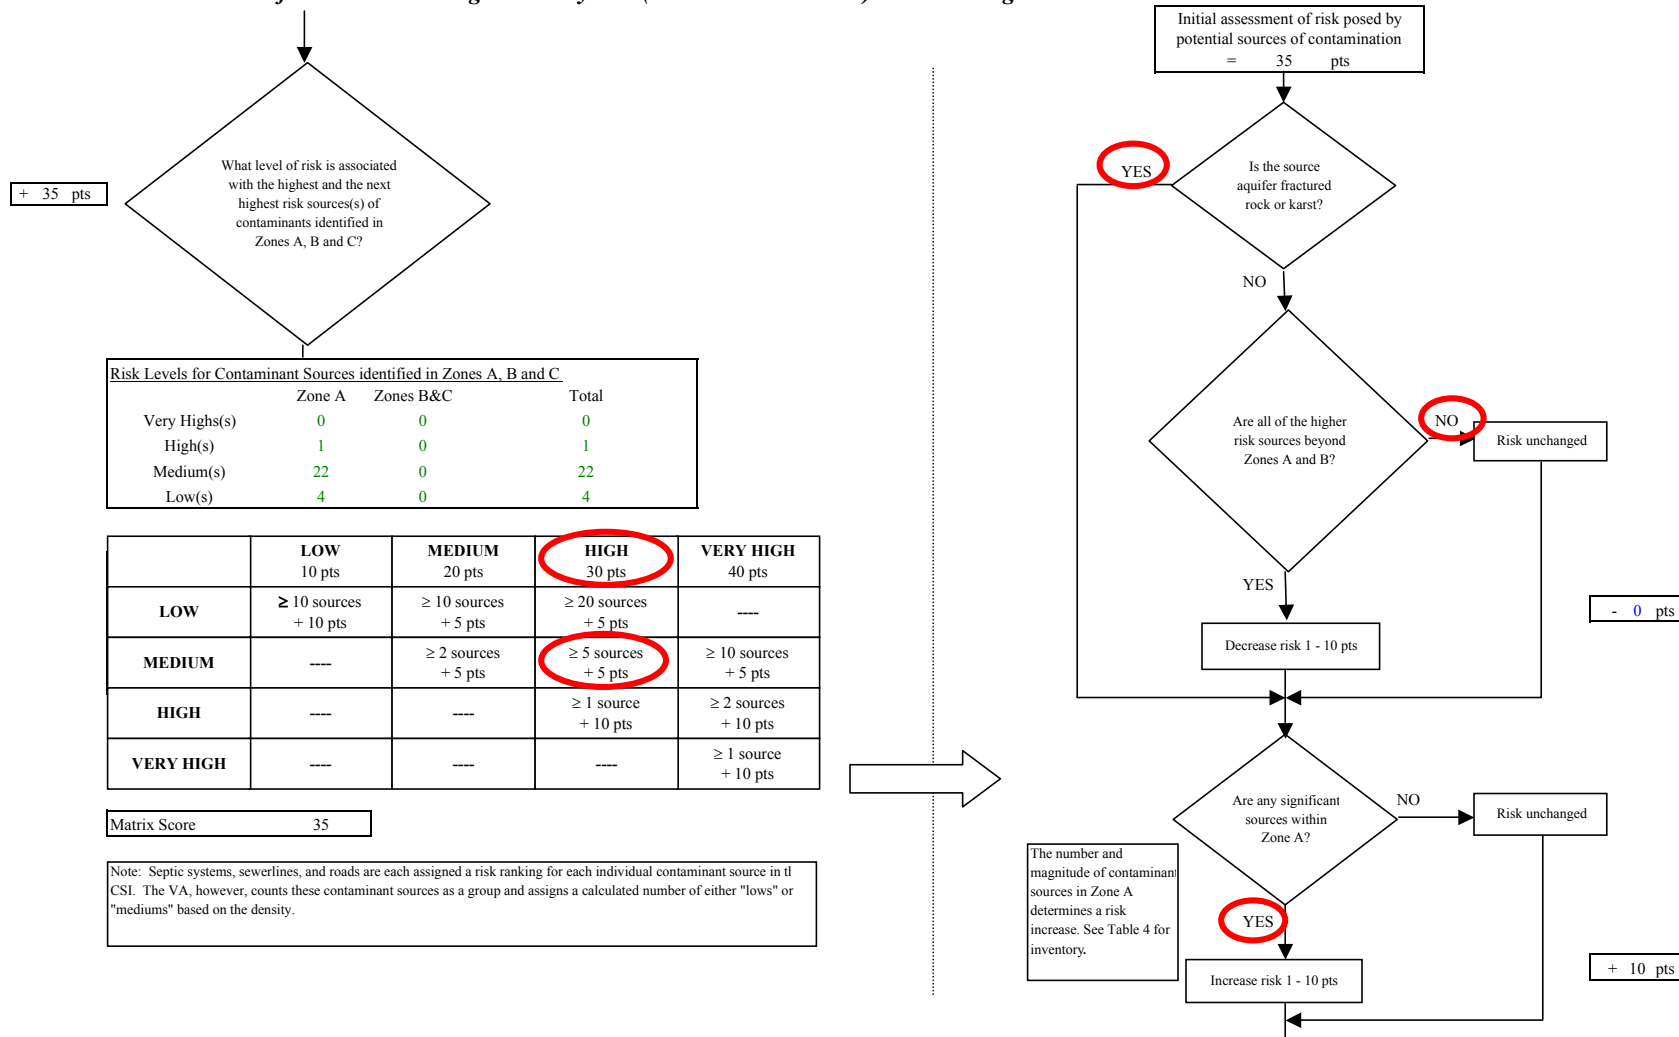 What level of risk is associated
with the highest and the next
highest risk sources(s) of
contaminants identified in
Zones A, B and C?
+ 35 pts
Risk Levels for Contaminant Sources identified in Zones A, B and C
Zone A Zones B&C Total
Very Highs(s) 0 0 0
High(s) 1 0 1
Medium(s) 22 0 22
Low(s) 4 0 4
LOW MEDIUM HIGH VERY HIGH
10 pts 20 pts 30 pts 40 pts
LOW ≥ 10 sources ≥ 10 sources ≥ 20 sources ----
+ 10 pts + 5 pts + 5 pts
MEDIUM ---- ≥ 2 sources ≥ 5 sources ≥ 10 sources
+ 5 pts + 5 pts + 5 pts
HIGH ---- ---- ≥ 1 source ≥ 2 sources
+ 10 pts + 10 pts
VERY HIGH ---- ---- ---- ≥ 1 source
+ 10 pts
Matrix Score 35
Note: Septic systems, sewerlines, and roads are each assigned a risk ranking for each individual contaminant source in
CSI. The VA, however, counts these contaminant sources as a group and assigns a calculated number of either "lows" or
"mediums" based on the density.
Initial assessment of risk posed by
potential sources of contamination
= 35 pts
Is the source
aquifer fractured
rock or karst?
YES
NO
Are all of the higher
risk sources beyond
Zones A and B?
NO
Risk unchanged
YES
Decrease risk 1 - 10 pts
- 0 pts
Are any significant
sources within
Zone A?
NO
Risk unchanged
The number and
magnitude of contaminant
sources in Zone A
determines a risk
increase. See Table 4 for
inventory.
YES
Increase risk 1 - 10 pts
+ 10 pts